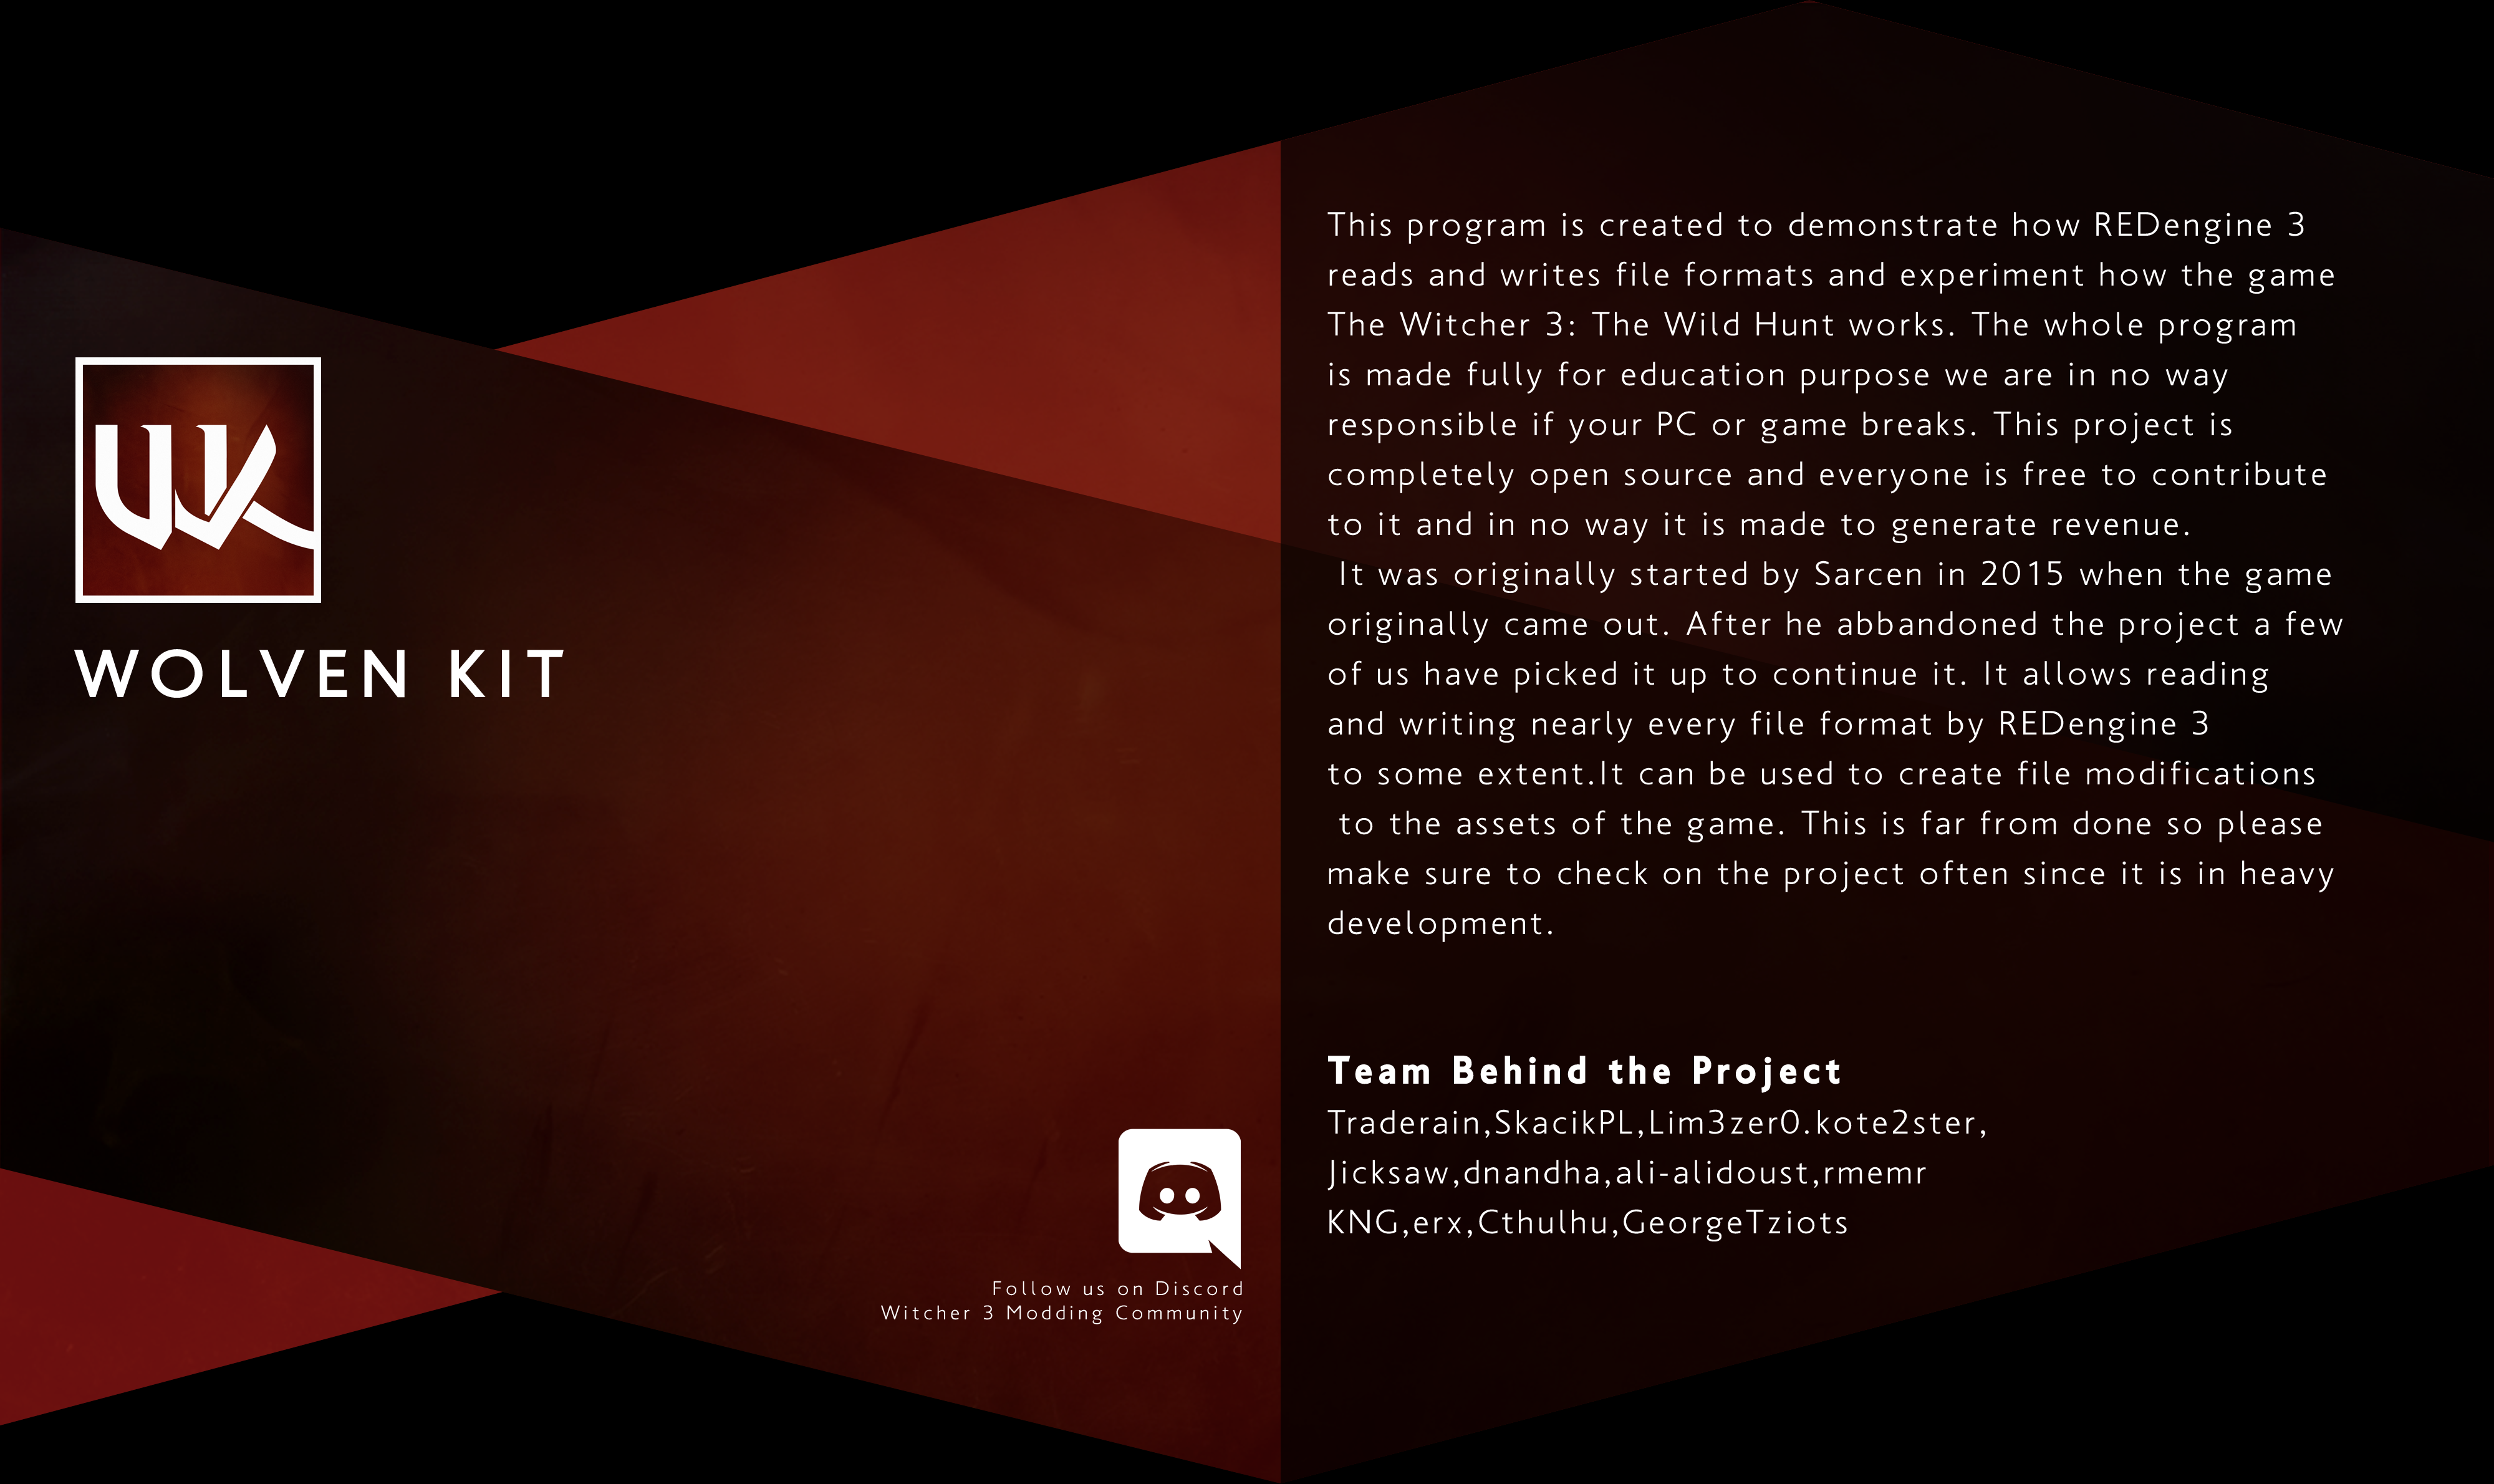 WK
WOLVEN KIT
Follow us on Discord
Witcher 3 Modding Community
This program is created to demonstrate how REDengine 3
reads and writes file formats and experiment how the game
The Witcher 3: The Wild Hunt works. The whole program
is made fully for education purpose we are in no way
responsible if your PC or game breaks. This project is
completely open source and everyone is free to contribute
to it and in no way it is made to generate revenue.
It was originally started by Sarcen in 2015 when the game
originally came out. After he abbandoned the project a few
of us have picked it up to continue it. It allows reading
and writing nearly every file format by REDengine 3
to some extent.It can be used to create file modifications
to the assets of the game. This is far from done so please
make sure to check on the project often since it is in heavy
development.
Team Behind the Project
Traderain,SkacikPL,Lim3zer0.kote2ster,
Jicksaw,dnandha,ali-alidoust,rmemr
KNG,erx,Cthulhu,GeorgeTziots